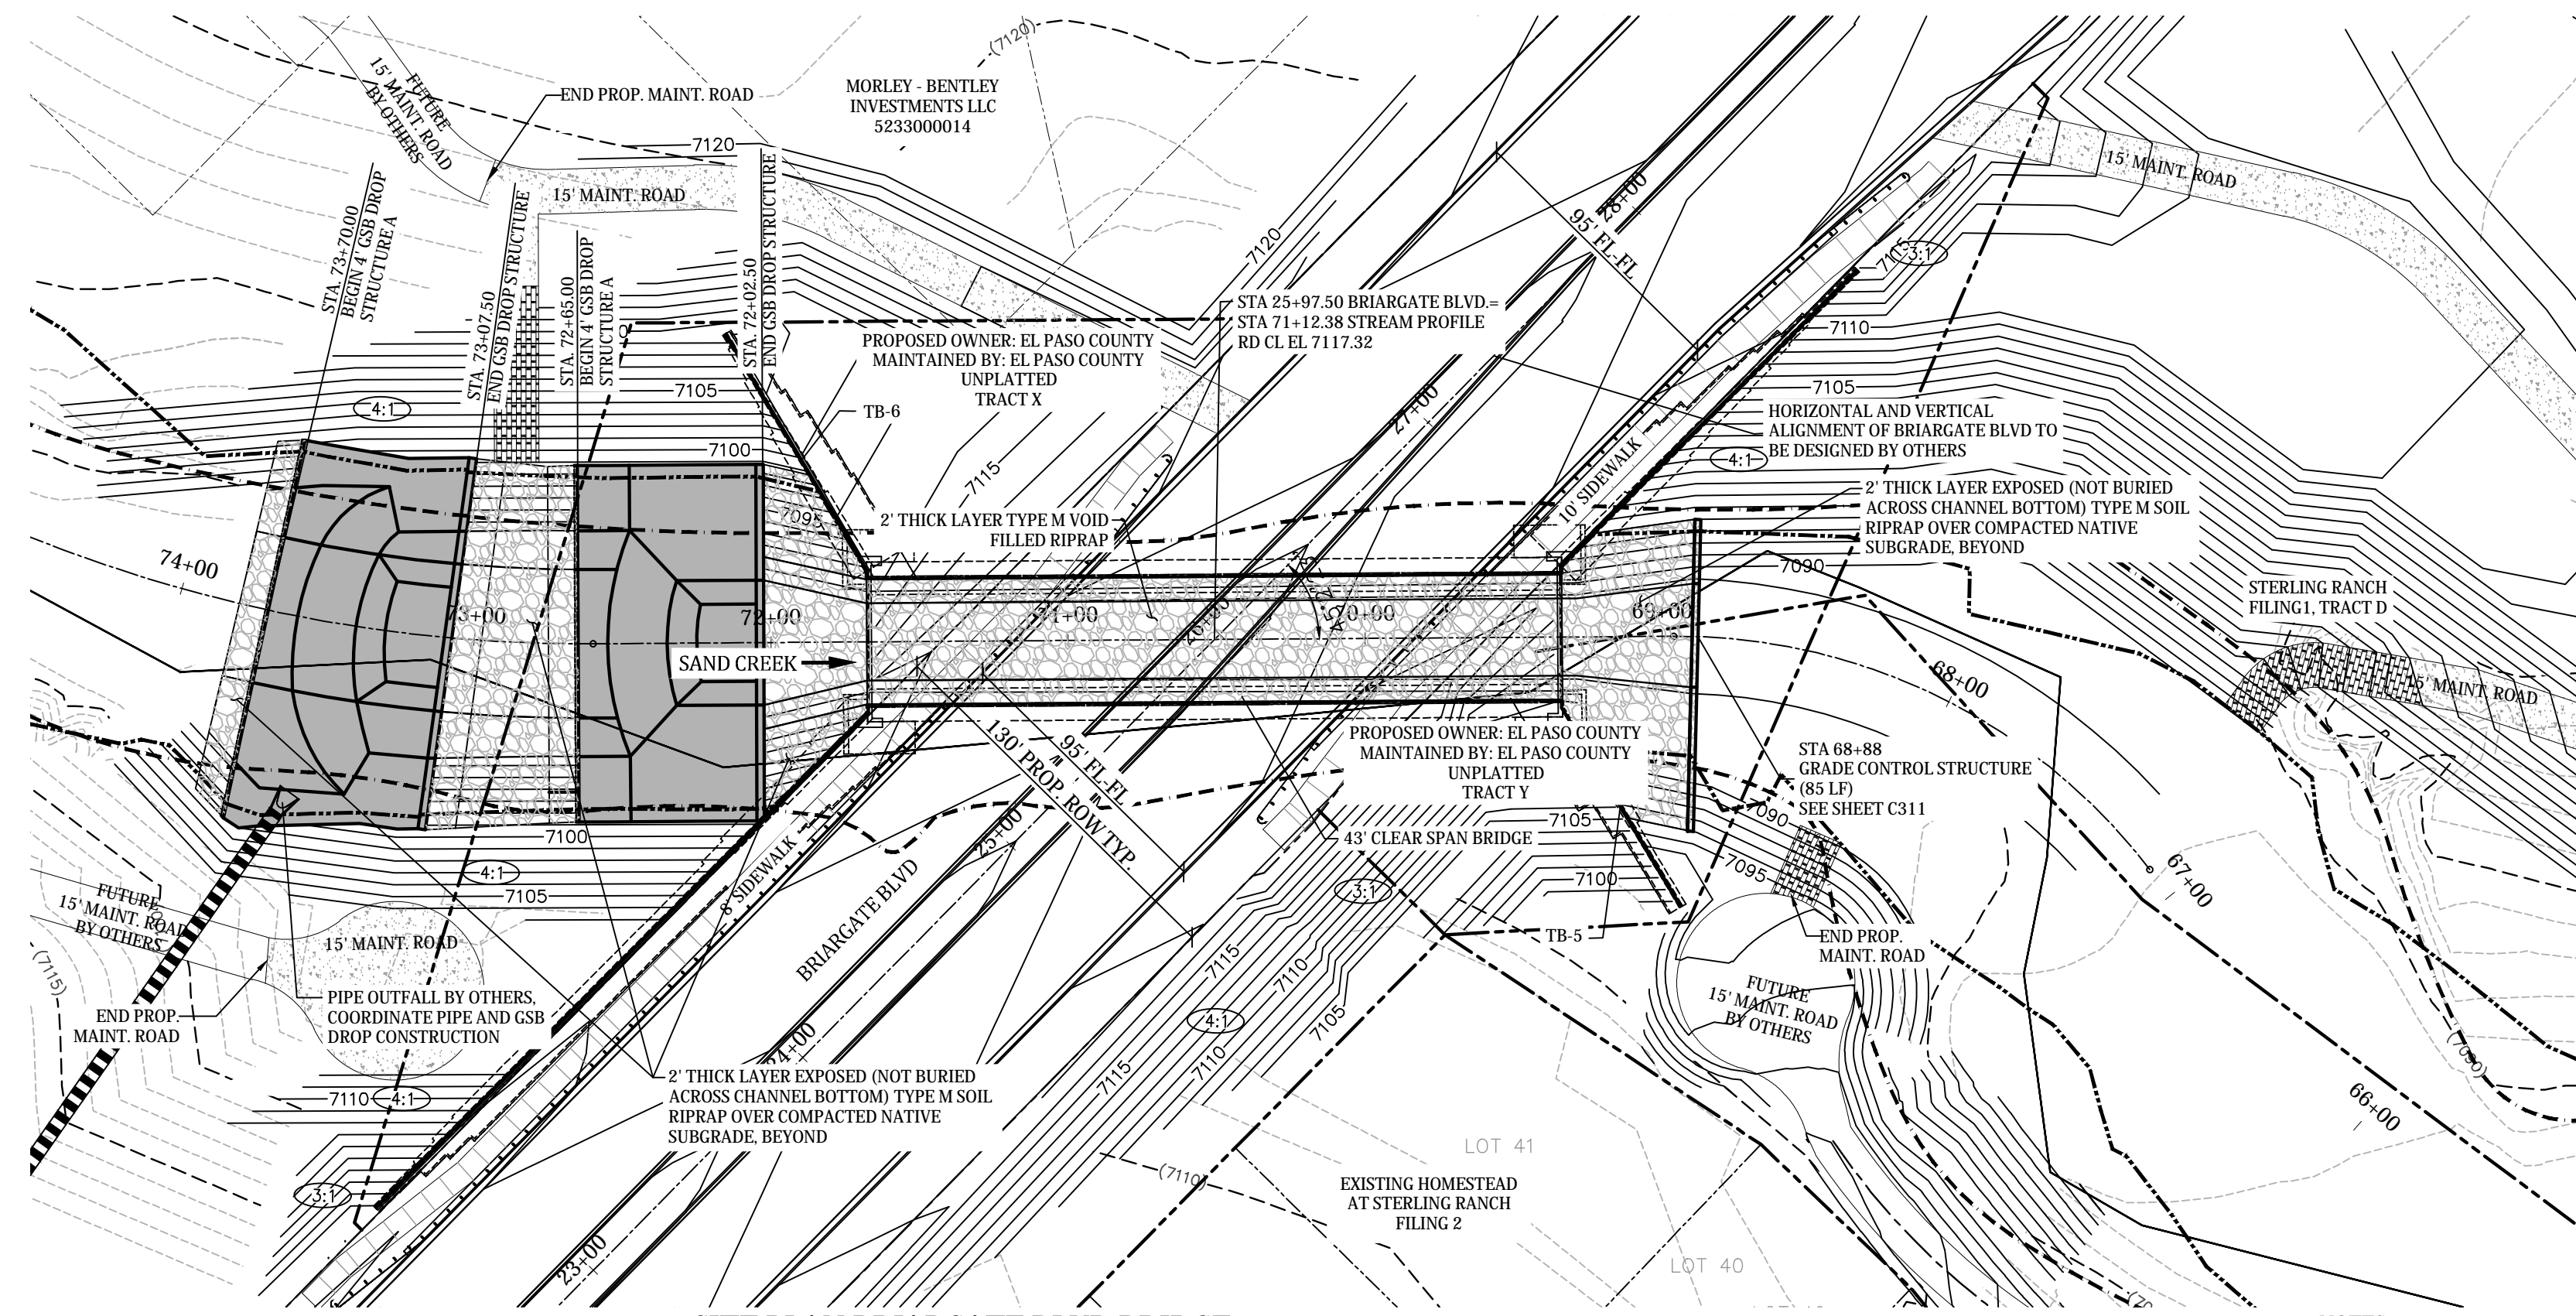 (7120)
FUTURE
15' MAINT. ROAD
BY OTHERS
END PROP. MAINT. ROAD
MORLEY - BENTLEY
INVESTMENTS LLC
5233000014
7120
15' MAINT. ROAD
15' MAINT. ROAD
STA. 73+70.00
BEGIN 4' GSB DROP
STRUCTURE A
STA. 73+07.50
END GSB DROP STRUCTURE
STA. 72+65.00
BEGIN 4' GSB DROP
STRUCTURE A
STA. 72+02.50
END GSB DROP STRUCTURE
7120
28+00
95' FL-FL
3:1
STA 25+97.50 BRIARGATE BLVD.=
STA 71+12.38 STREAM PROFILE
RD CL EL 7117.32
7110
PROPOSED OWNER: EL PASO COUNTY
MAINTAINED BY: EL PASO COUNTY
UNPLATTED
TRACT X
7105
7105
4:1
TB-6
27+00
HORIZONTAL AND VERTICAL
ALIGNMENT OF BRIARGATE BLVD TO
BE DESIGNED BY OTHERS
7100
4:1
7115
10' SIDEWALK
2' THICK LAYER EXPOSED (NOT BURIED
ACROSS CHANNEL BOTTOM) TYPE M SOIL
RIPRAP OVER COMPACTED NATIVE
SUBGRADE, BEYOND
7095
2' THICK LAYER TYPE M VOID
FILLED RIPRAP
74+00
7090
STERLING RANCH
FILING1, TRACT D
73+00
72+00
71+00
26+00
70+00
69+00
SAND CREEK
68+00
15' MAINT. ROAD
130' PROP. ROW TYP.
95' FL-FL
PROPOSED OWNER: EL PASO COUNTY
MAINTAINED BY: EL PASO COUNTY
UNPLATTED
TRACT Y
STA 68+88
GRADE CONTROL STRUCTURE
(85 LF)
SEE SHEET C311
7100
7105
7090
25+00
43' CLEAR SPAN BRIDGE
4:1
7095
67+00
7105
7100
3:1
8' SIDEWALK
BRIARGATE BLVD
FUTURE
15' MAINT. ROAD
BY OTHERS
15' MAINT. ROAD
TB-5
END PROP.
MAINT. ROAD
(7115)
7115
7110
7105
FUTURE
15' MAINT. ROAD
BY OTHERS
PIPE OUTFALL BY OTHERS,
COORDINATE PIPE AND GSB
DROP CONSTRUCTION
END PROP.
MAINT. ROAD
4:1
24+00
(7090)
7115
7110
2' THICK LAYER EXPOSED (NOT BURIED
ACROSS CHANNEL BOTTOM) TYPE M SOIL
RIPRAP OVER COMPACTED NATIVE
SUBGRADE, BEYOND
7110
4:1
66+00
LOT 41
(7110)
EXISTING HOMESTEAD
AT STERLING RANCH
FILING 2
3:1
23+00
LOT 40